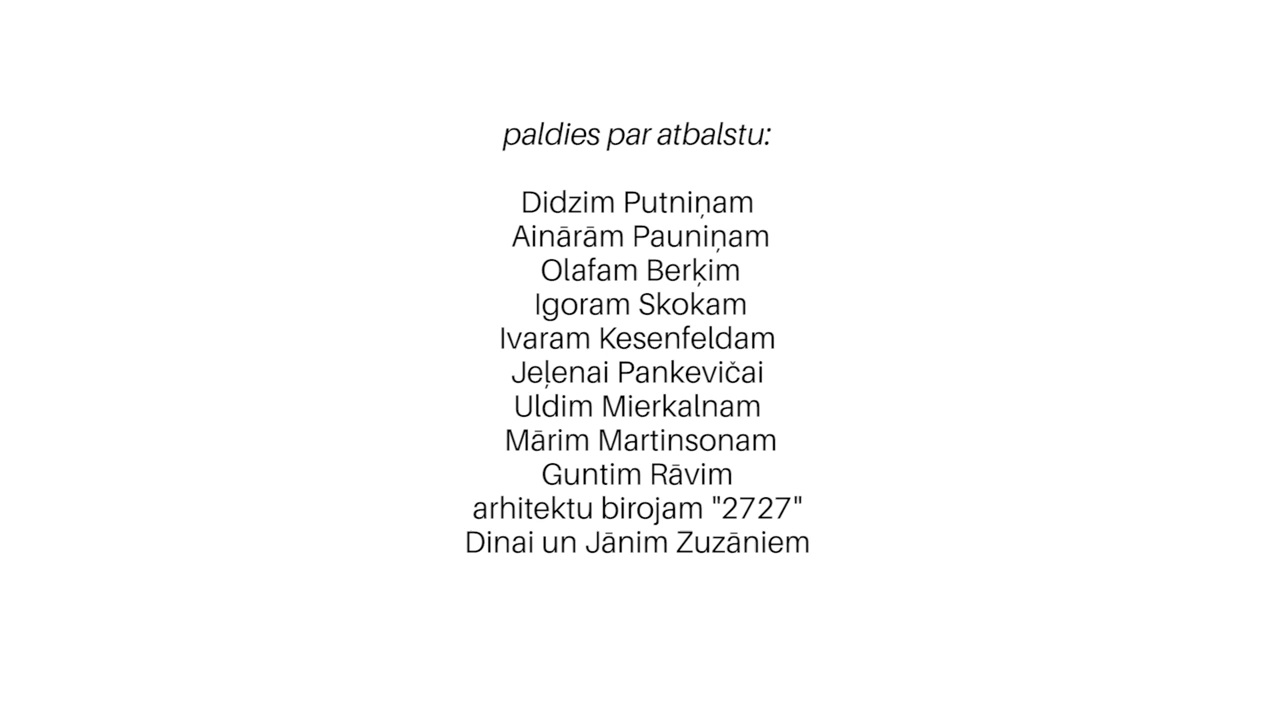 paldies par atbalstu:
Didzim Putniņam
Ainārām Pauniņam
Olafam Berķim
Igoram Skokam
Ivaram Kesenfeldam
Jeļenai Pankevičai
Uldim Mierkalnam
Mārim Martinsonam
Guntim Rāvim
arhitektu birojam "2727"
Dinai un Jānim Zuzāniem